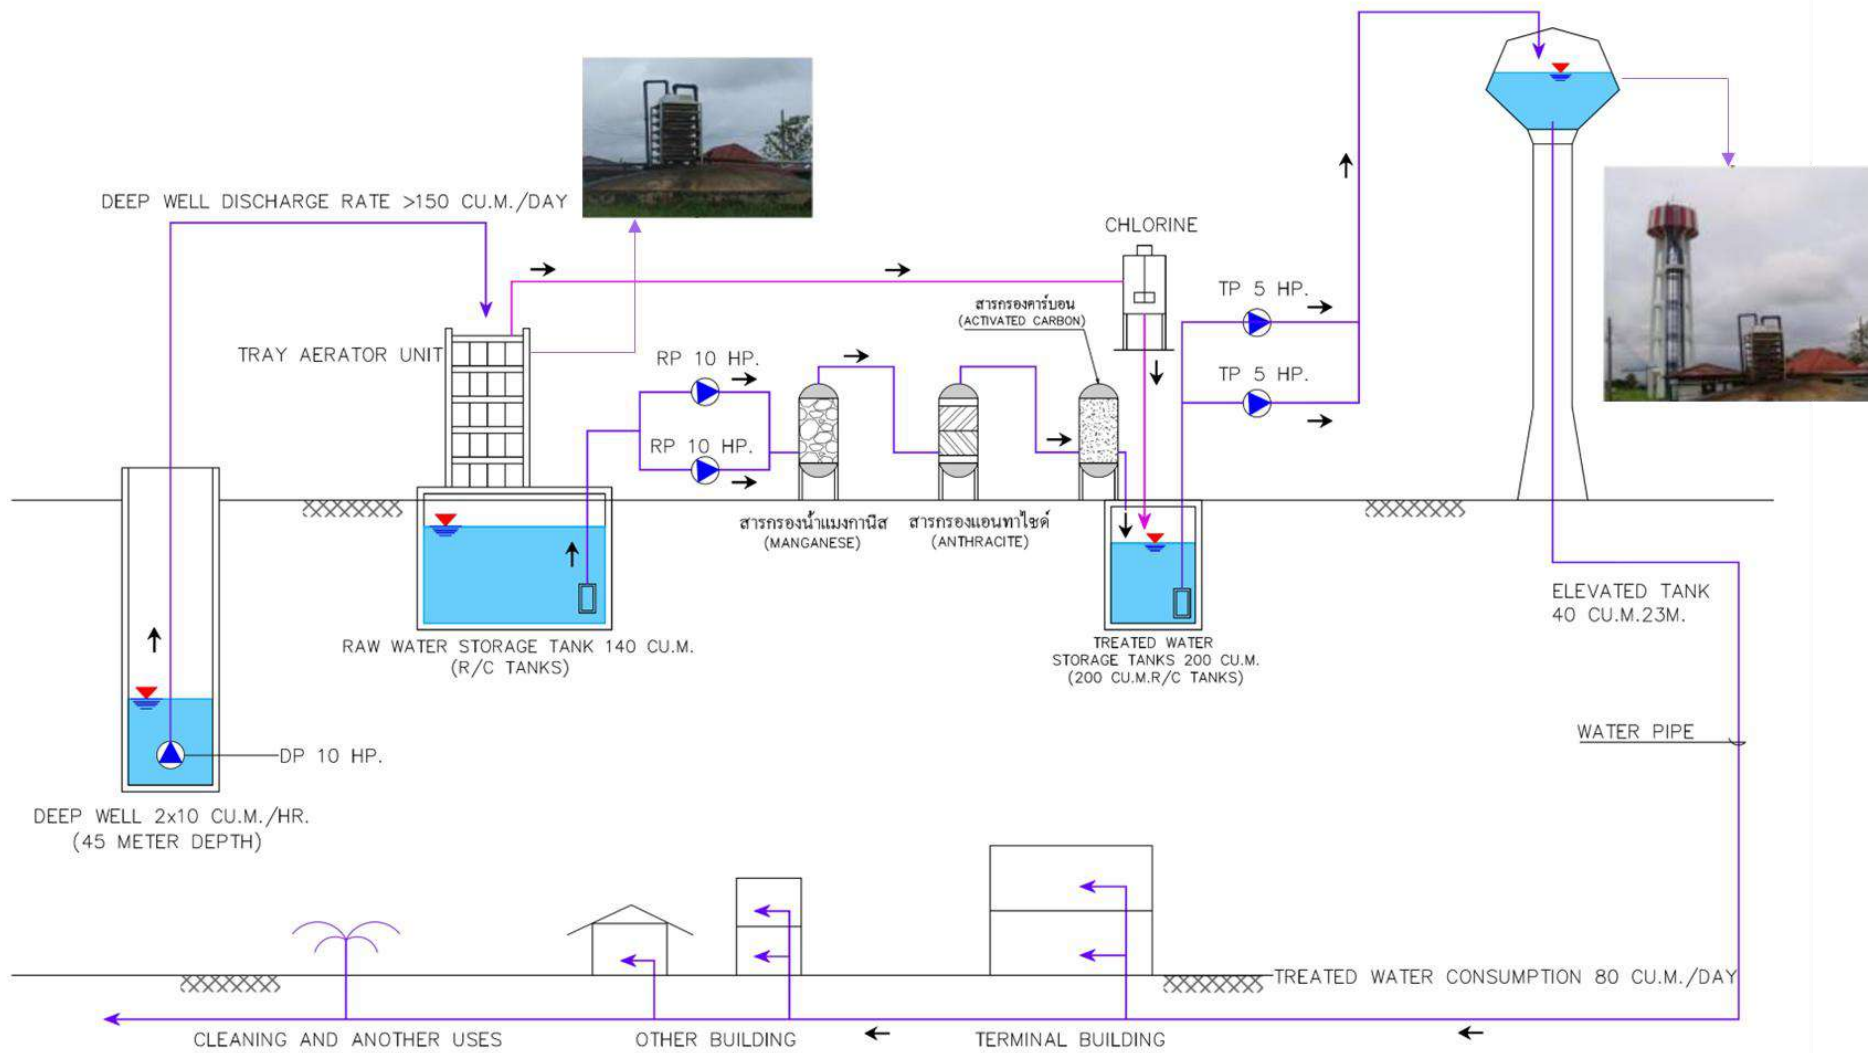 DEEP WELL DISCHARGE RATE >150 CU.M./DAY
CHLORINE
TP 5 HP.
สารกรองคาร์บอน
(ACTIVATED CARBON)
TRAY AERATOR UNIT
RP 10 HP.
TP 5 HP.
RP 10 HP.
สารกรองน้ำแมงกานีส
(MANGANESE)
สารกรองแอนทาไซด์
(ANTHRACITE)
ELEVATED TANK
40 CU.M.23M.
RAW WATER STORAGE TANK 140 CU.M.
(R/C TANKS)
TREATED WATER
STORAGE TANKS 200 CU.M.
(200 CU.M.R/C TANKS)
WATER PIPE
DP 10 HP.
DEEP WELL 2x10 CU.M./HR.
(45 METER DEPTH)
TREATED WATER CONSUMPTION 80 CU.M./DAY
CLEANING AND ANOTHER USES
OTHER BUILDING
TERMINAL BUILDING